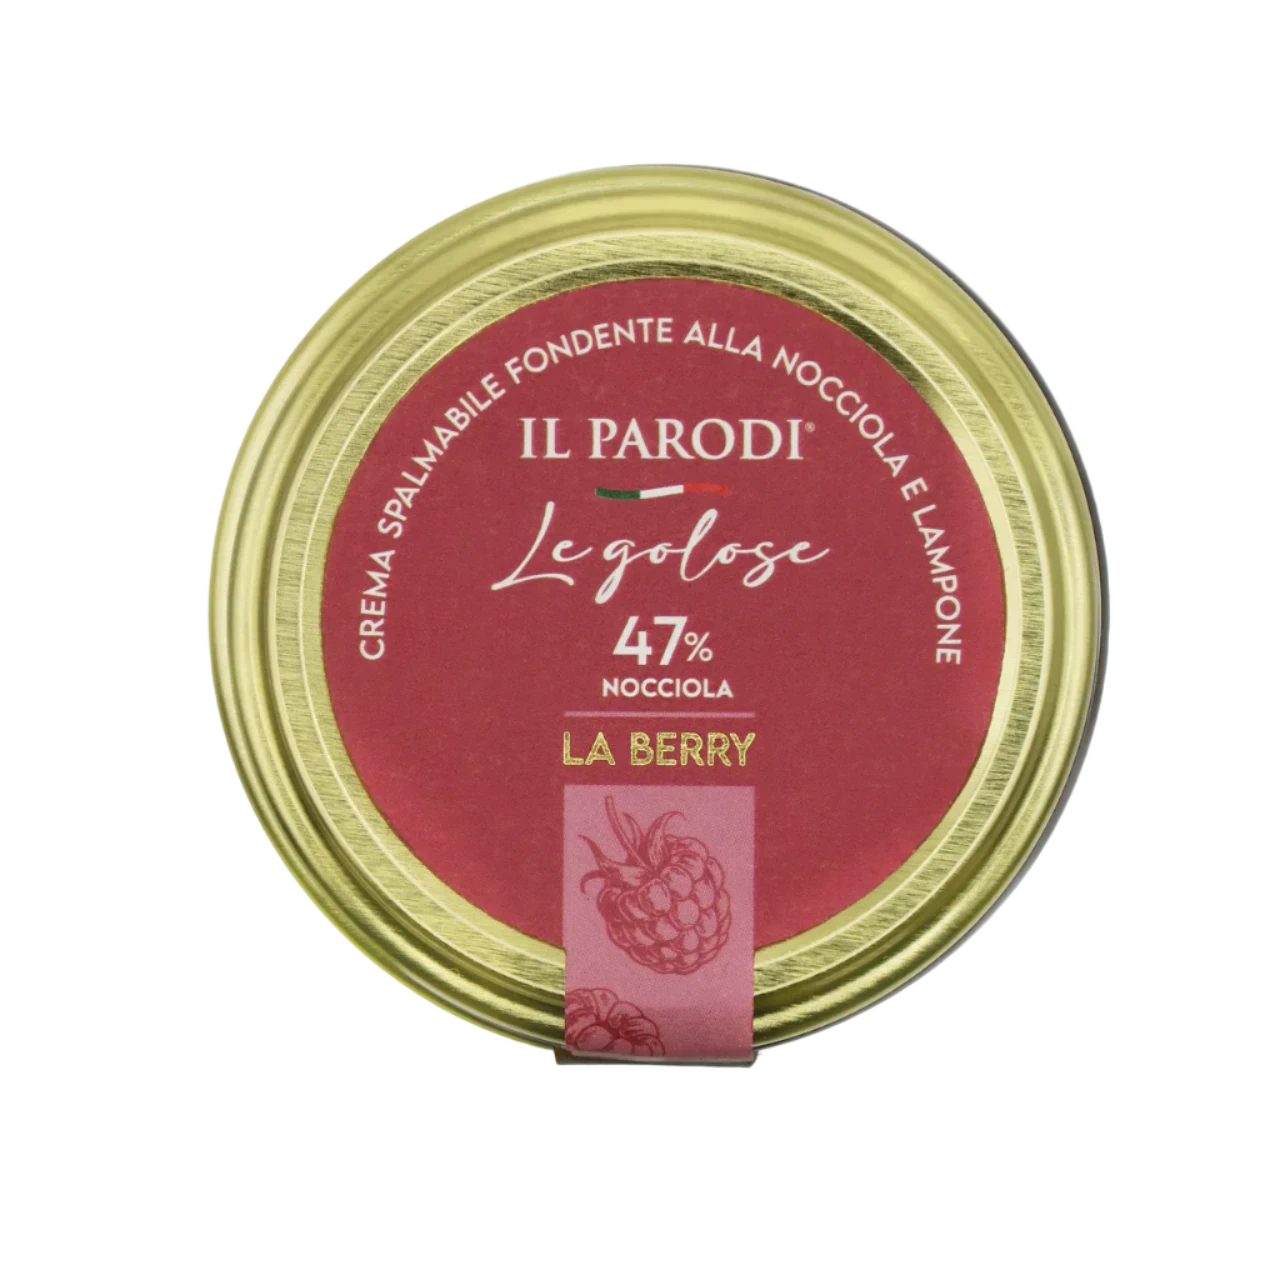 CREMA SPALMABILE FONDENTE ALLA NOCCIOLA E LAMPONE
IL PARODI®
Le golose
47%
NOCCIOLA
LA BERRY